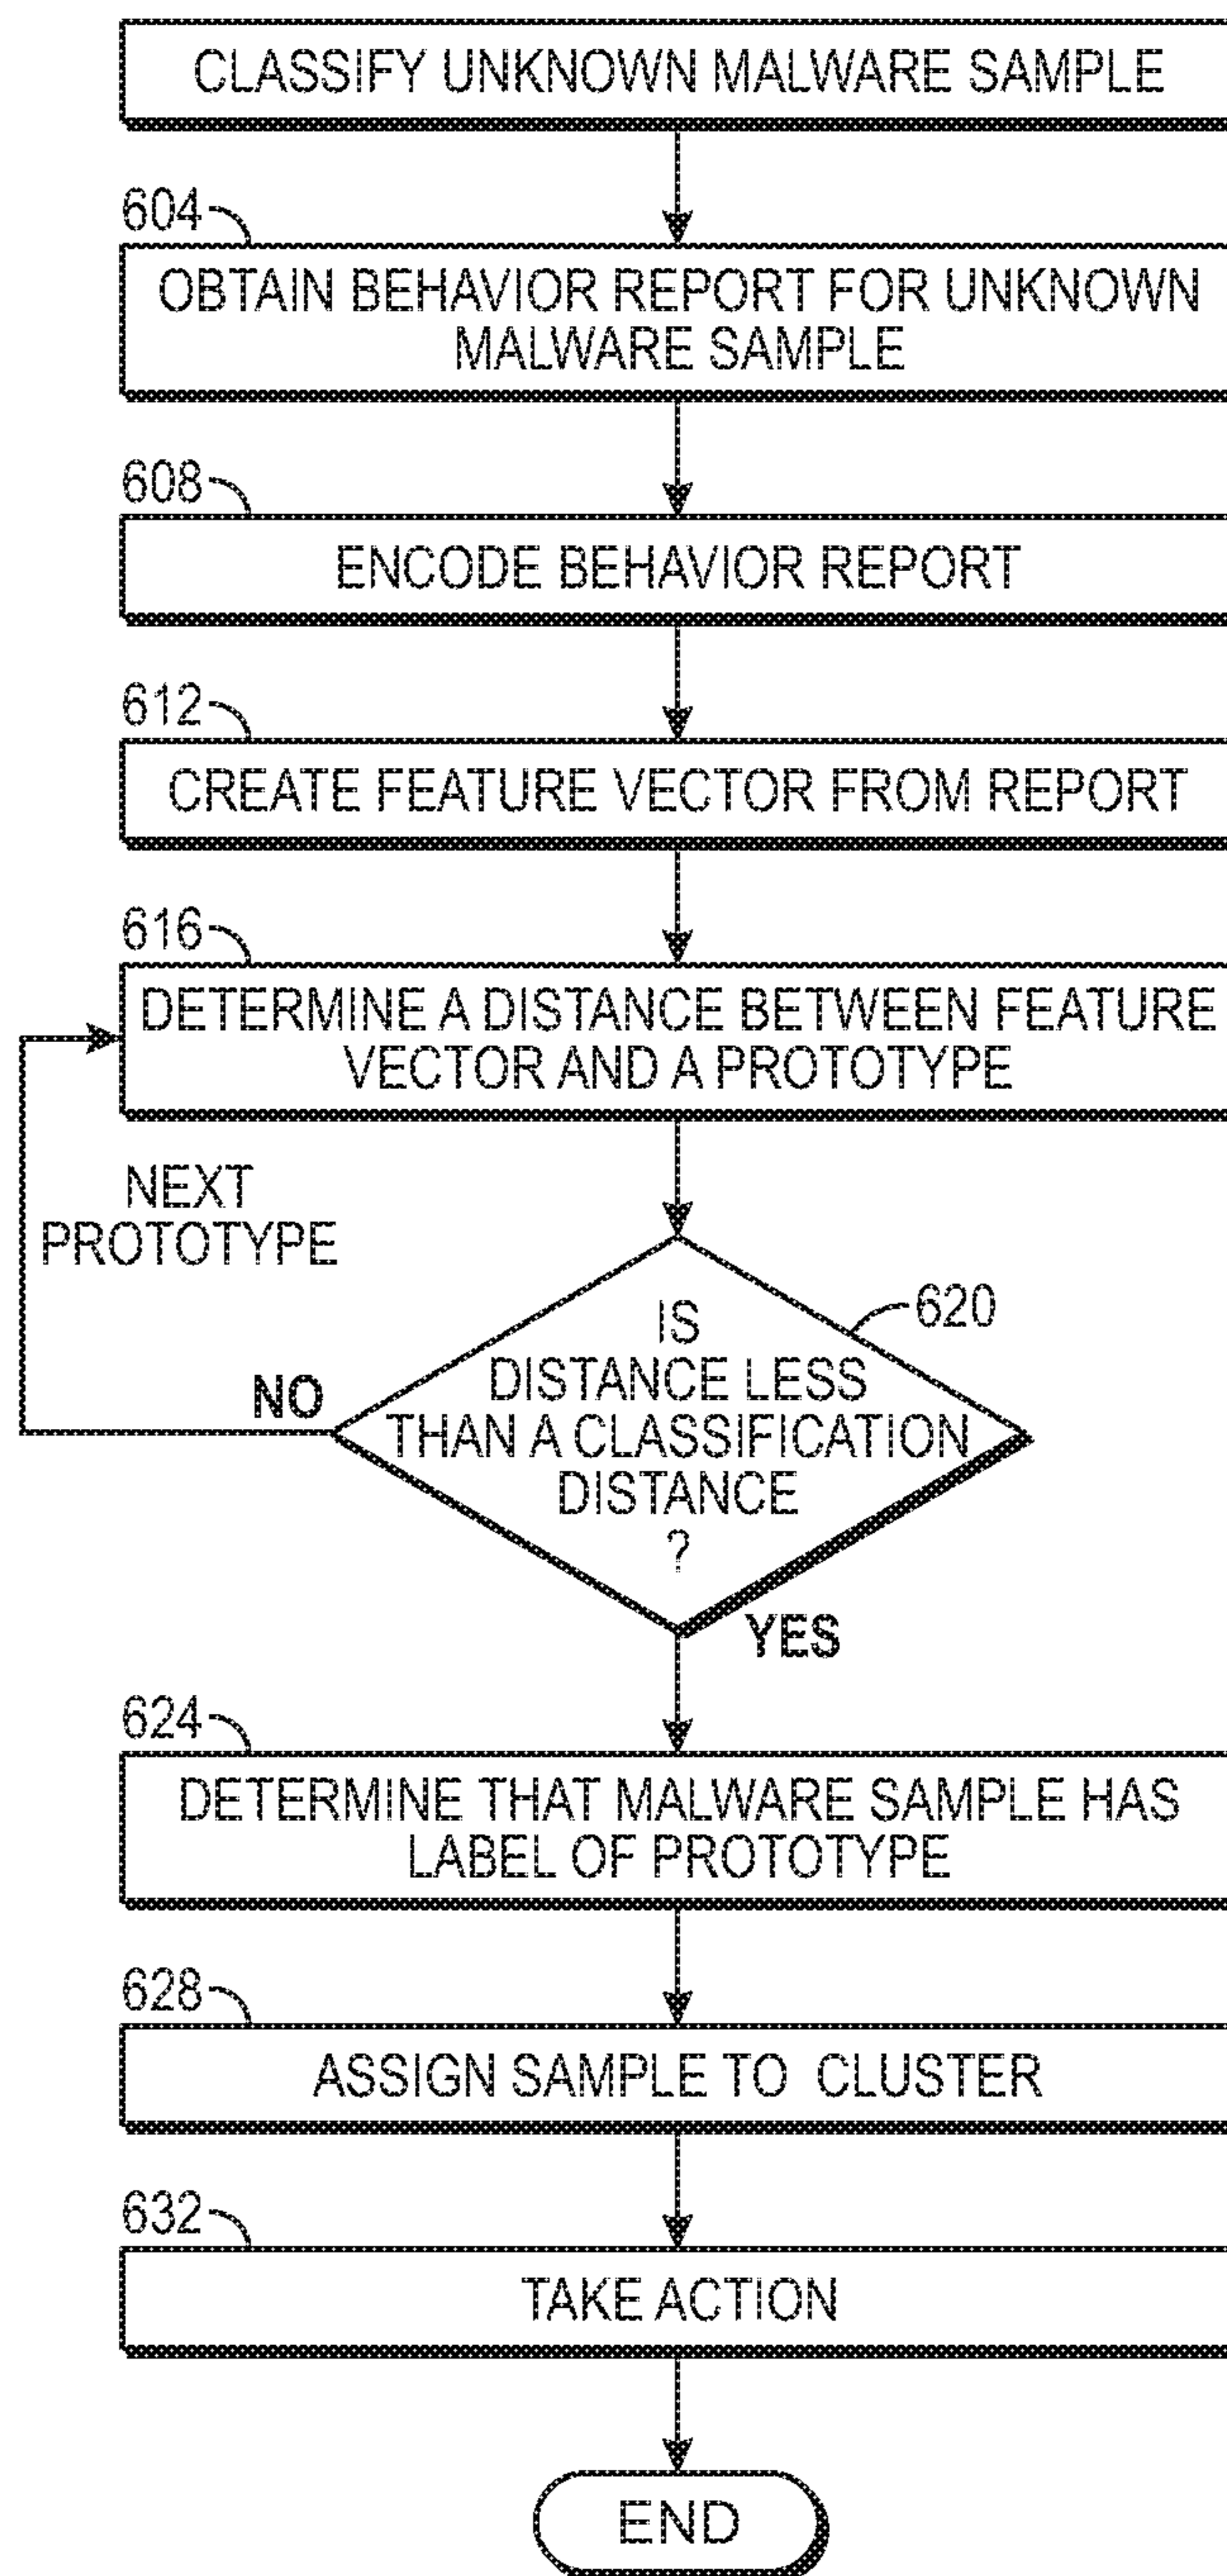 CLASSIFY UNKNOWN MALWARE SAMPLE
604
OBTAIN BEHAVIOR REPORT FOR UNKNOWN
MALWARE SAMPLE
608
ENCODE BEHAVIOR REPORT
612
CREATE FEATURE VECTOR FROM REPORT
616
DETERMINE A DISTANCE BETWEEN FEATURE
VECTOR AND A PROTOTYPE
NEXT
PROTOTYPE
620
IS
DISTANCE LESS
THAN A CLASSIFICATION
DISTANCE
?
NO
YES
624
DETERMINE THAT MALWARE SAMPLE HAS
LABEL OF PROTOTYPE
628
ASSIGN SAMPLE TO CLUSTER
632
TAKE ACTION
END